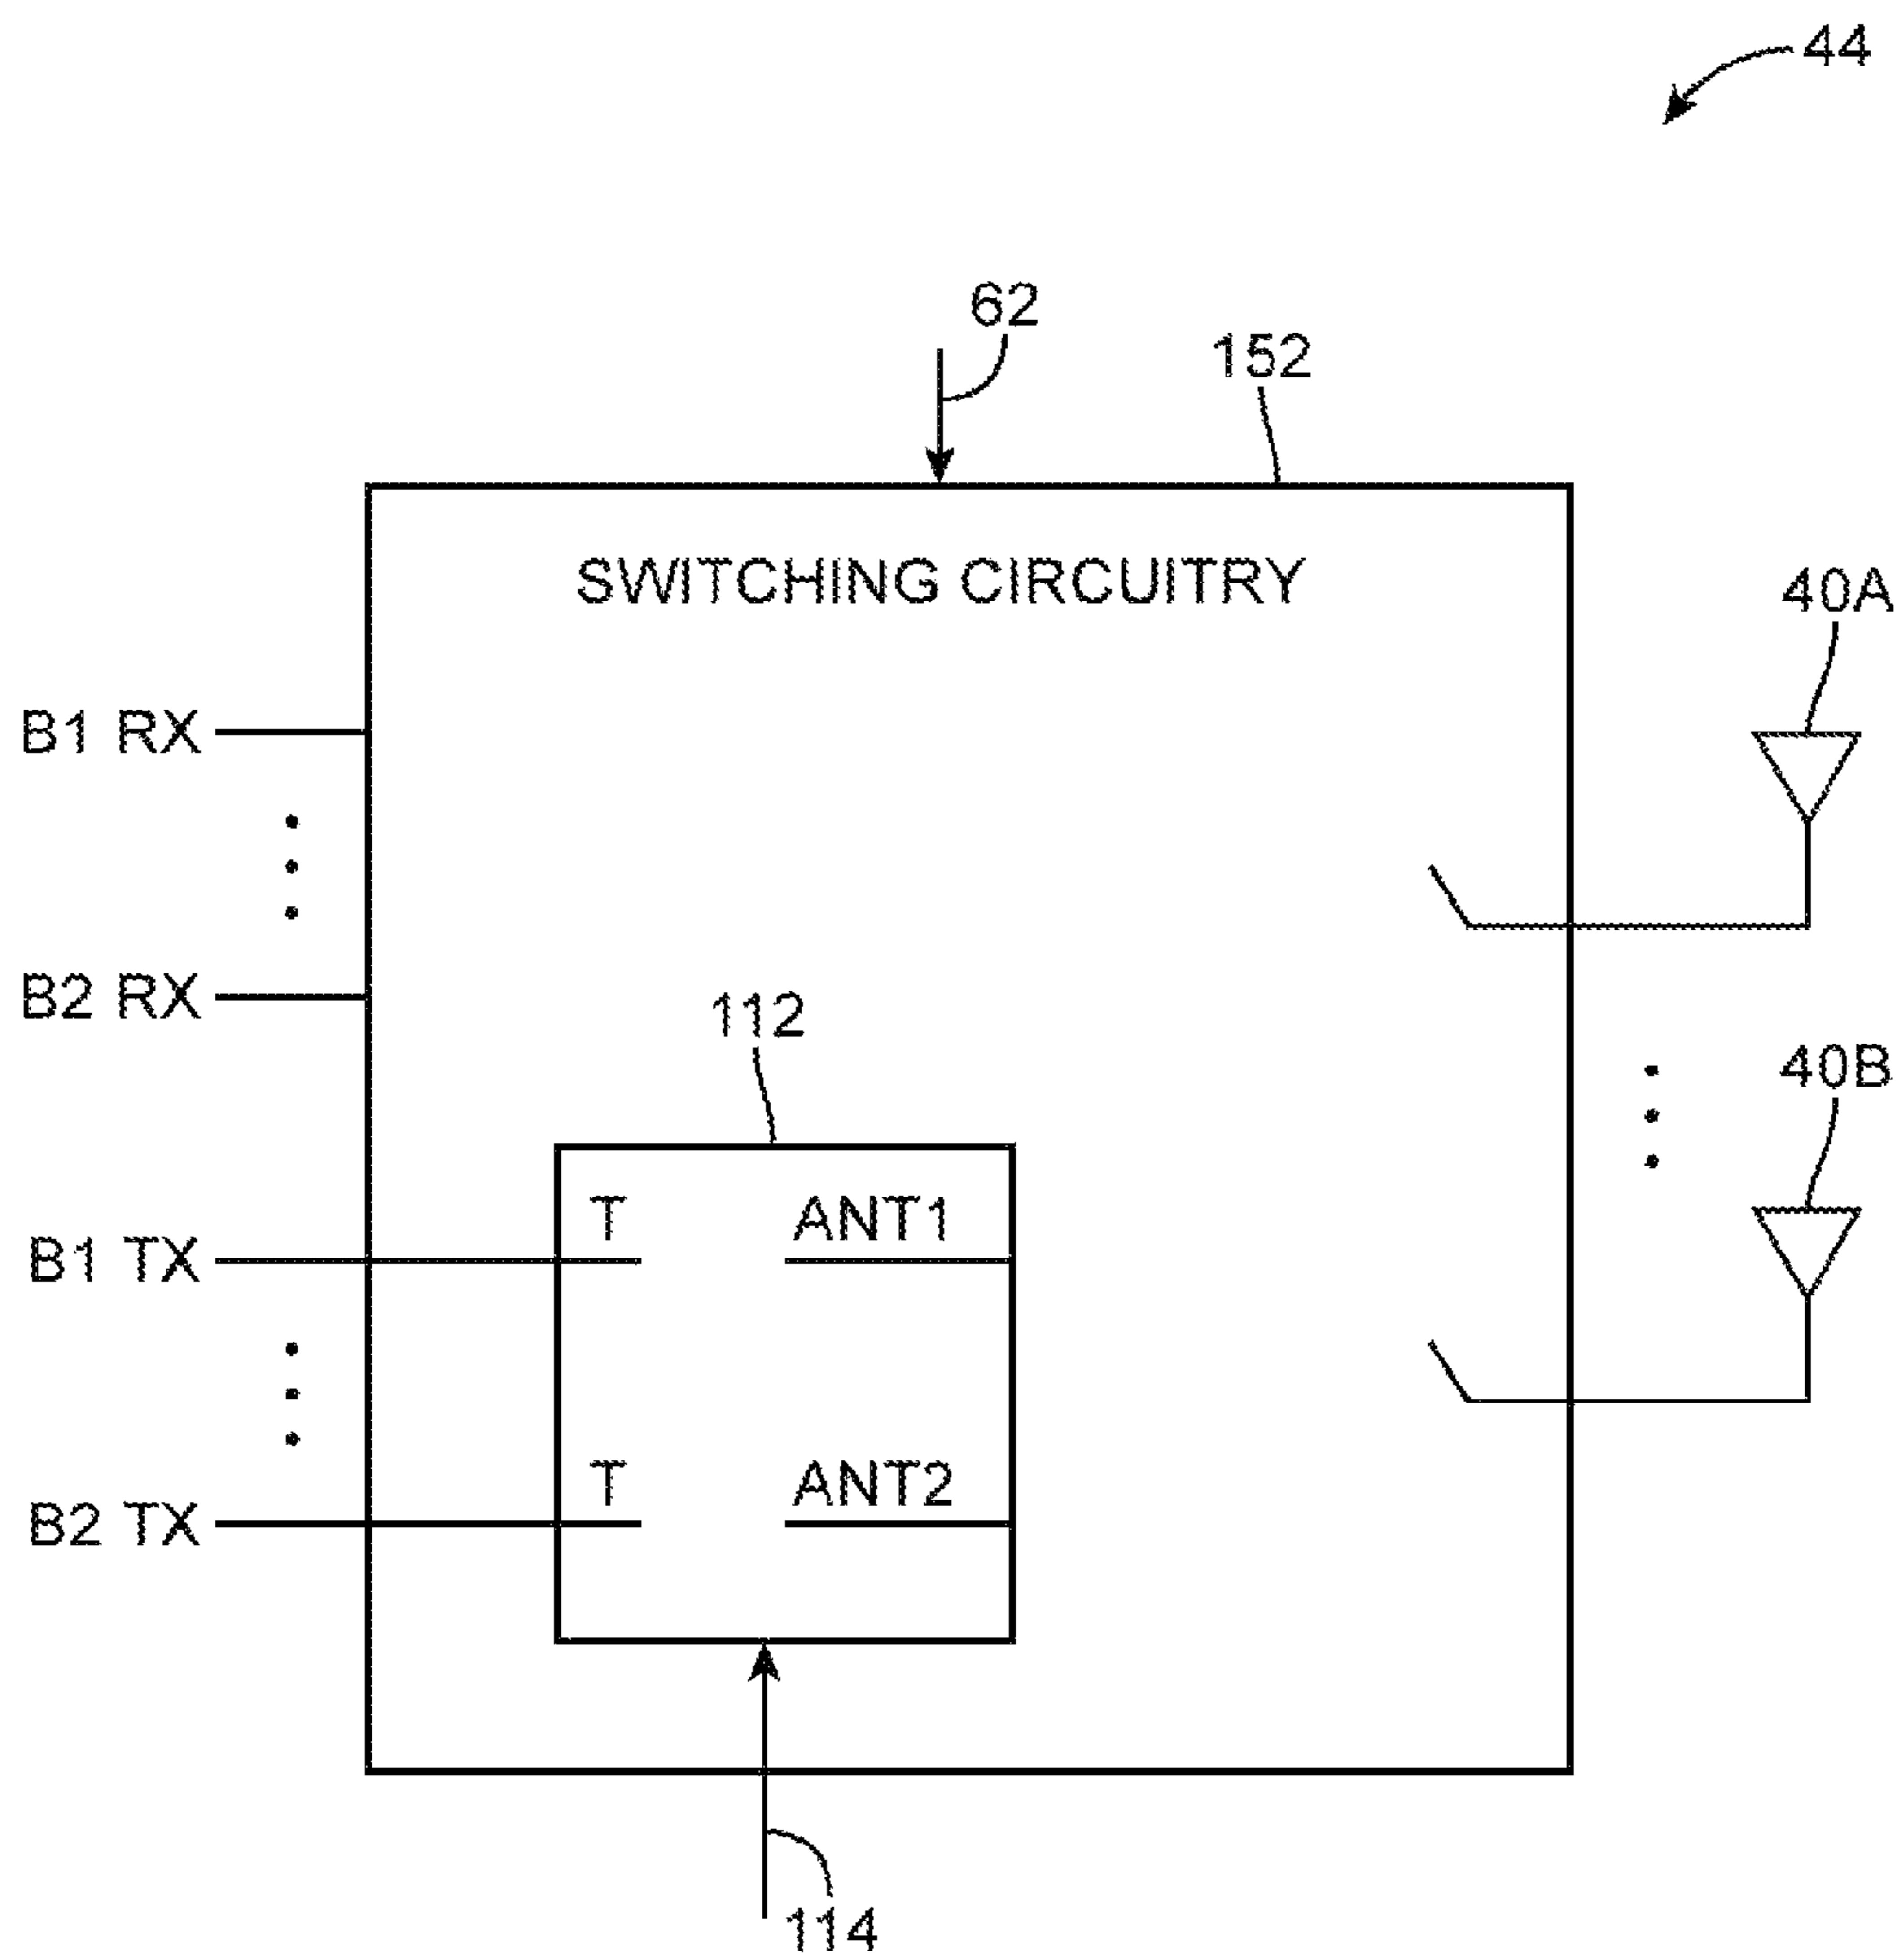 44
62
152
SWITCHING CIRCUITRY
40A
B1 RX
B2 RX
112
40B
T ANT1
B1 TX
T ANT2
B2 TX
114